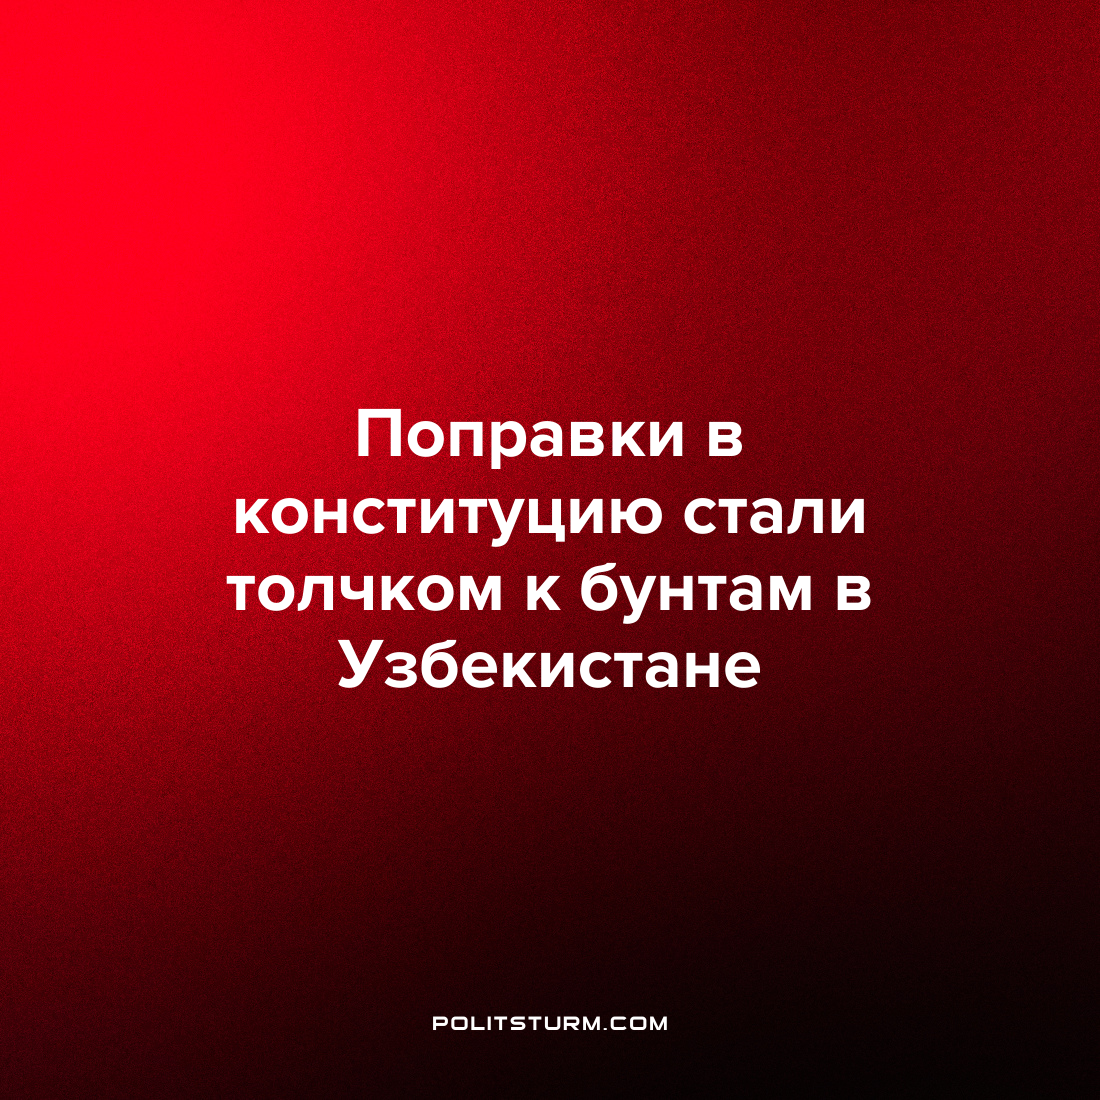 Поправки в
конституцию стали
толчком к бунтам в
Узбекистане
POLITSTURM.COM